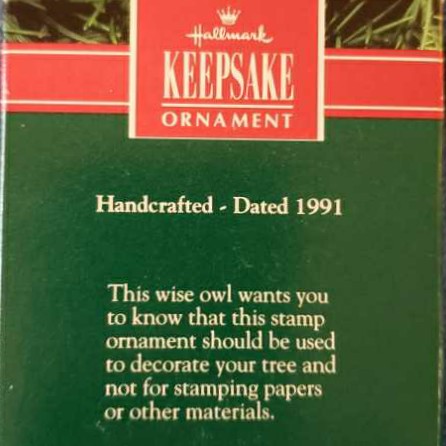 Hallmark
KEEPSAKE
ORNAMENT
Handcrafted - Dated 1991
This wise owl wants you
to know that this stamp
ornament should be used
to decorate your tree and
not for stamping papers
or other materials.